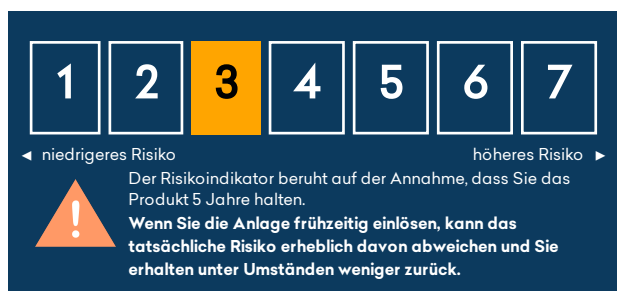 1 2 3 4 5 6 7
◄ niedrigeres Risiko höheres Risiko ►
Der Risikoindikator beruht auf der Annahme, dass Sie das
Produkt 5 Jahre halten.
Wenn Sie die Anlage frühzeitig einlösen, kann das
tatsächliche Risiko erheblich davon abweichen und Sie
erhalten unter Umständen weniger zurück.
!